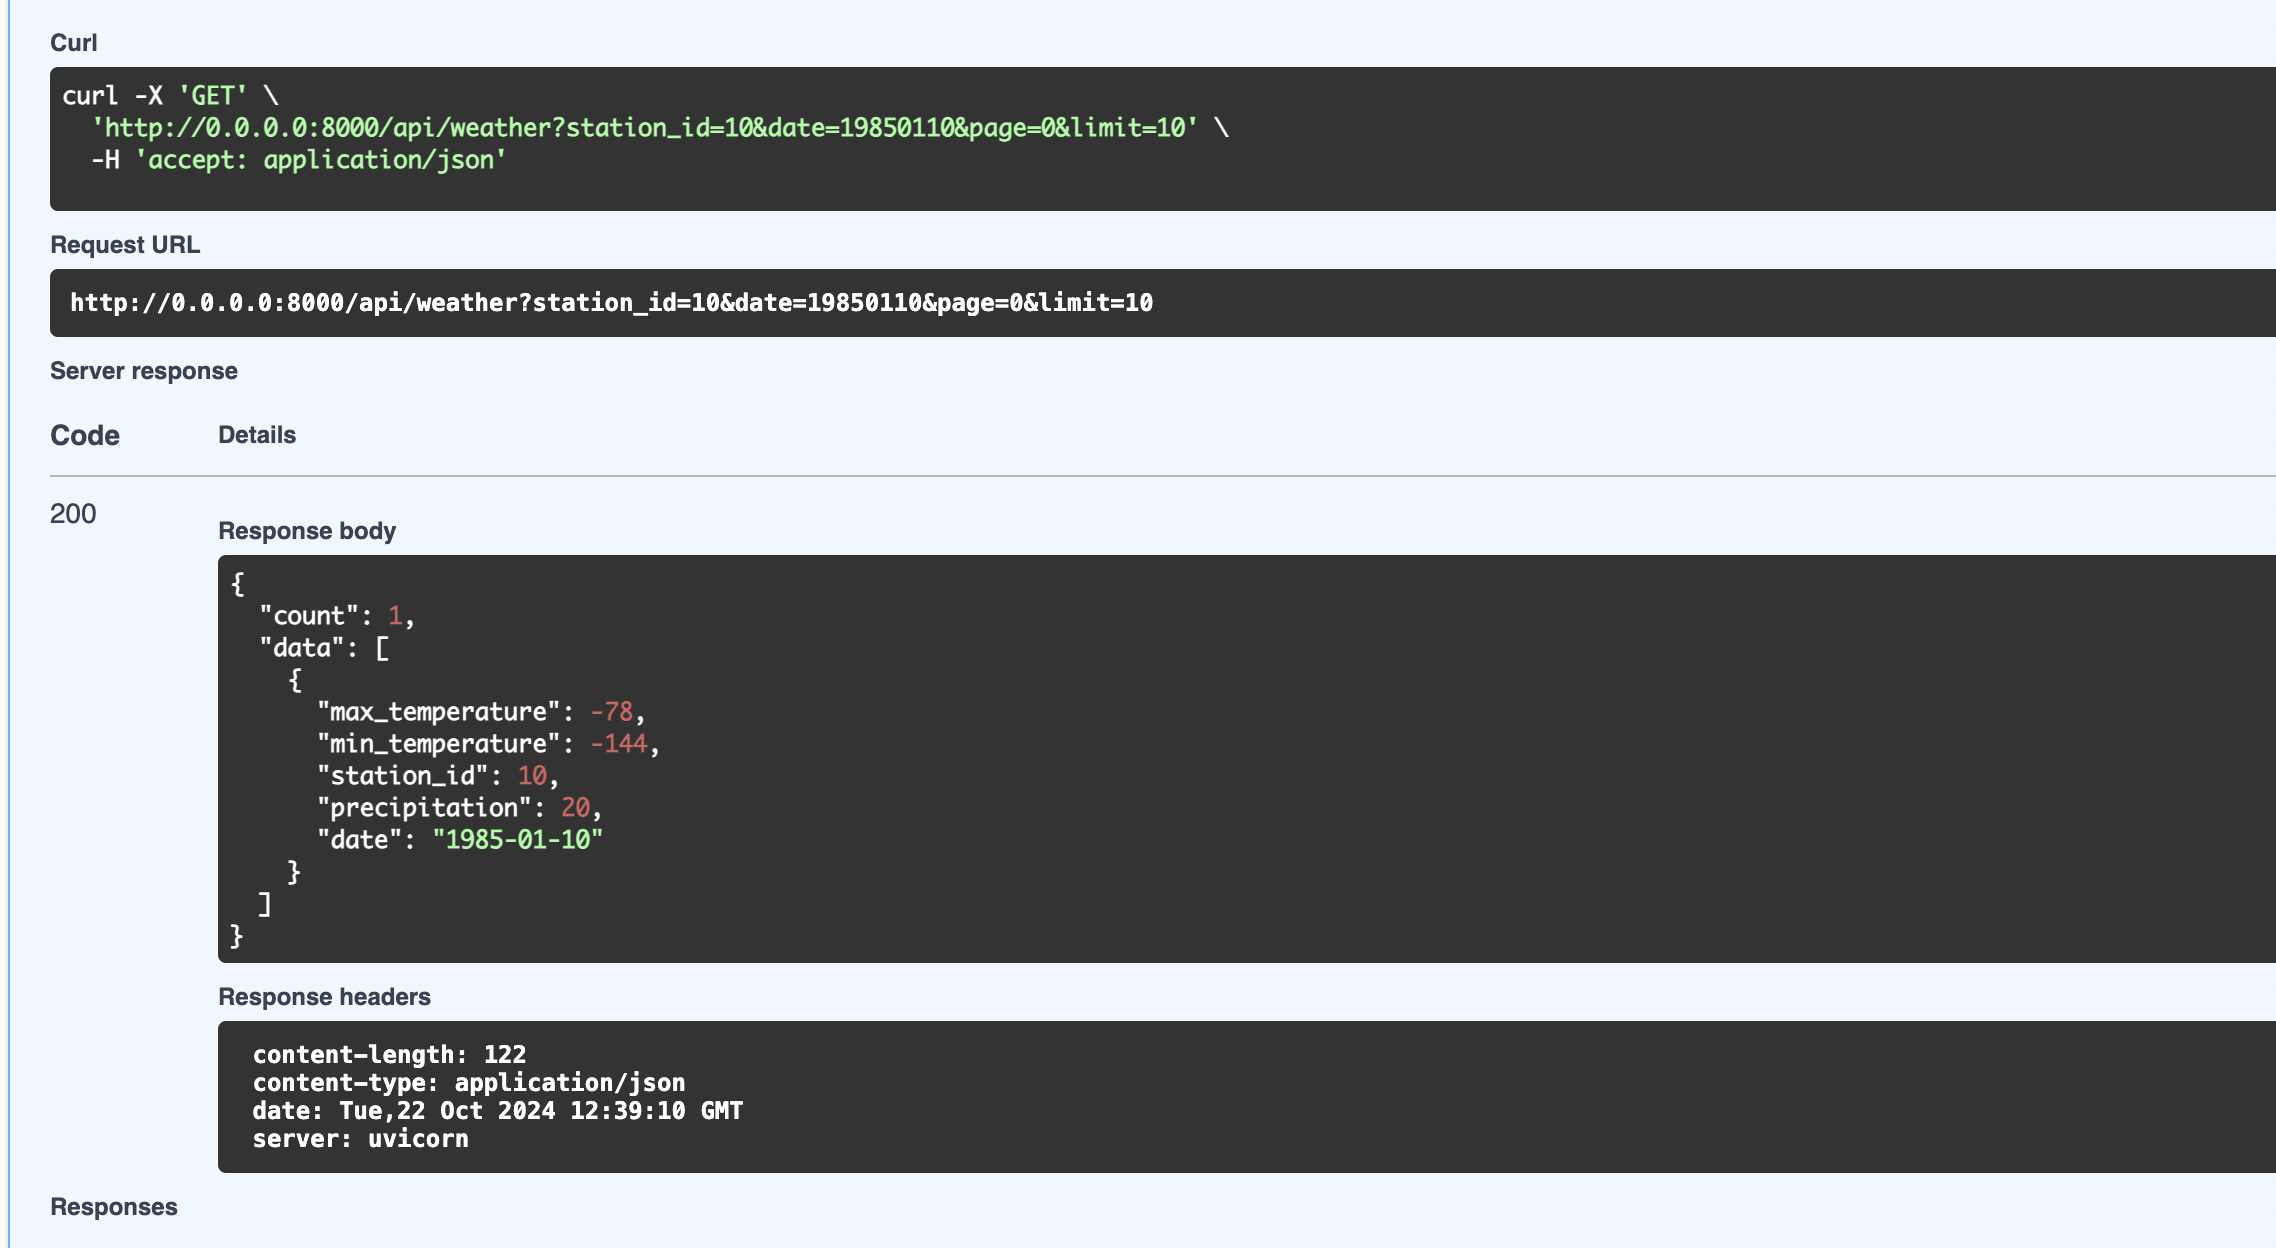 Curl
curl -X 'GET' \
  'http://0.0.0.0:8000/api/weather?station_id=10&date=19850110&page=0&limit=10' \
  -H 'accept: application/json'
Request URL
http://0.0.0.0:8000/api/weather?station_id=10&date=19850110&page=0&limit=10
Server response
Code Details
200
Response body
{
  "count": 1,
  "data": [
    {
      "max_temperature": -78,
      "min_temperature": -144,
      "station_id": 10,
      "precipitation": 20,
      "date": "1985-01-10"
    }
  ]
}
Response headers
content-length: 122
content-type: application/json
date: Tue,22 Oct 2024 12:39:10 GMT
server: uvicorn
Responses